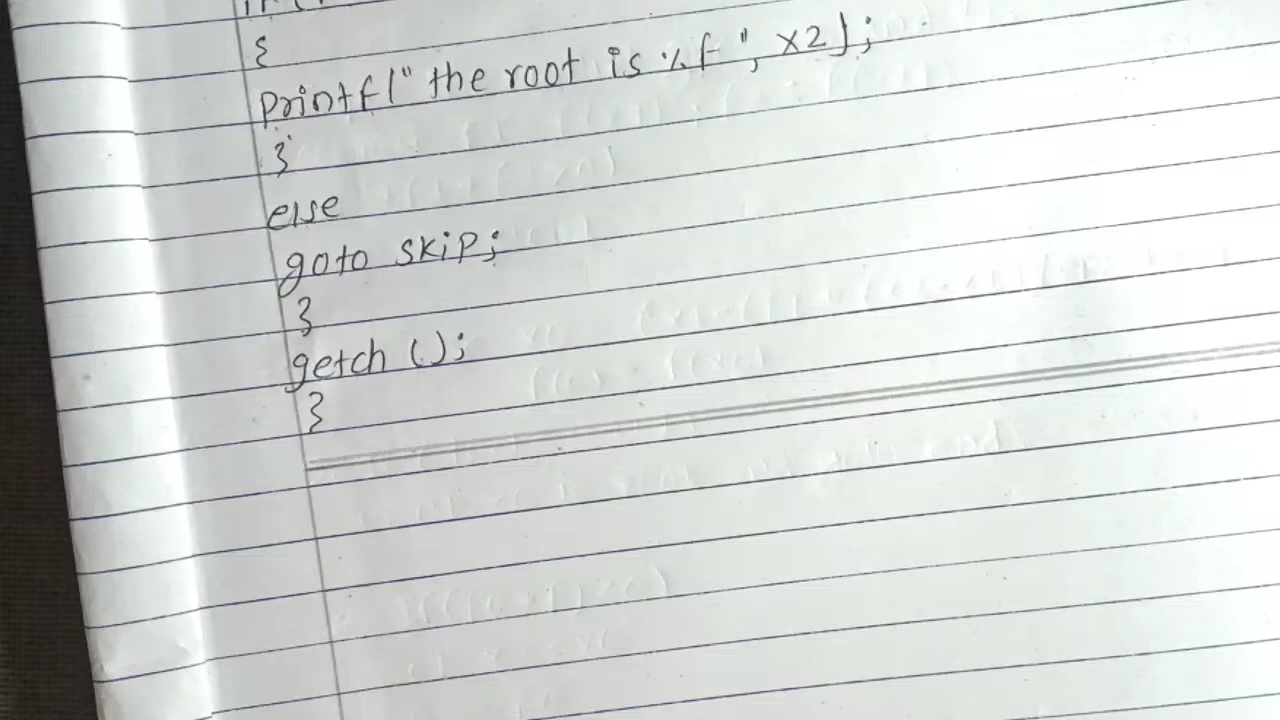 {
printf(" the root is %f ", x2);
}
else
goto skip;
}
getch ();
}